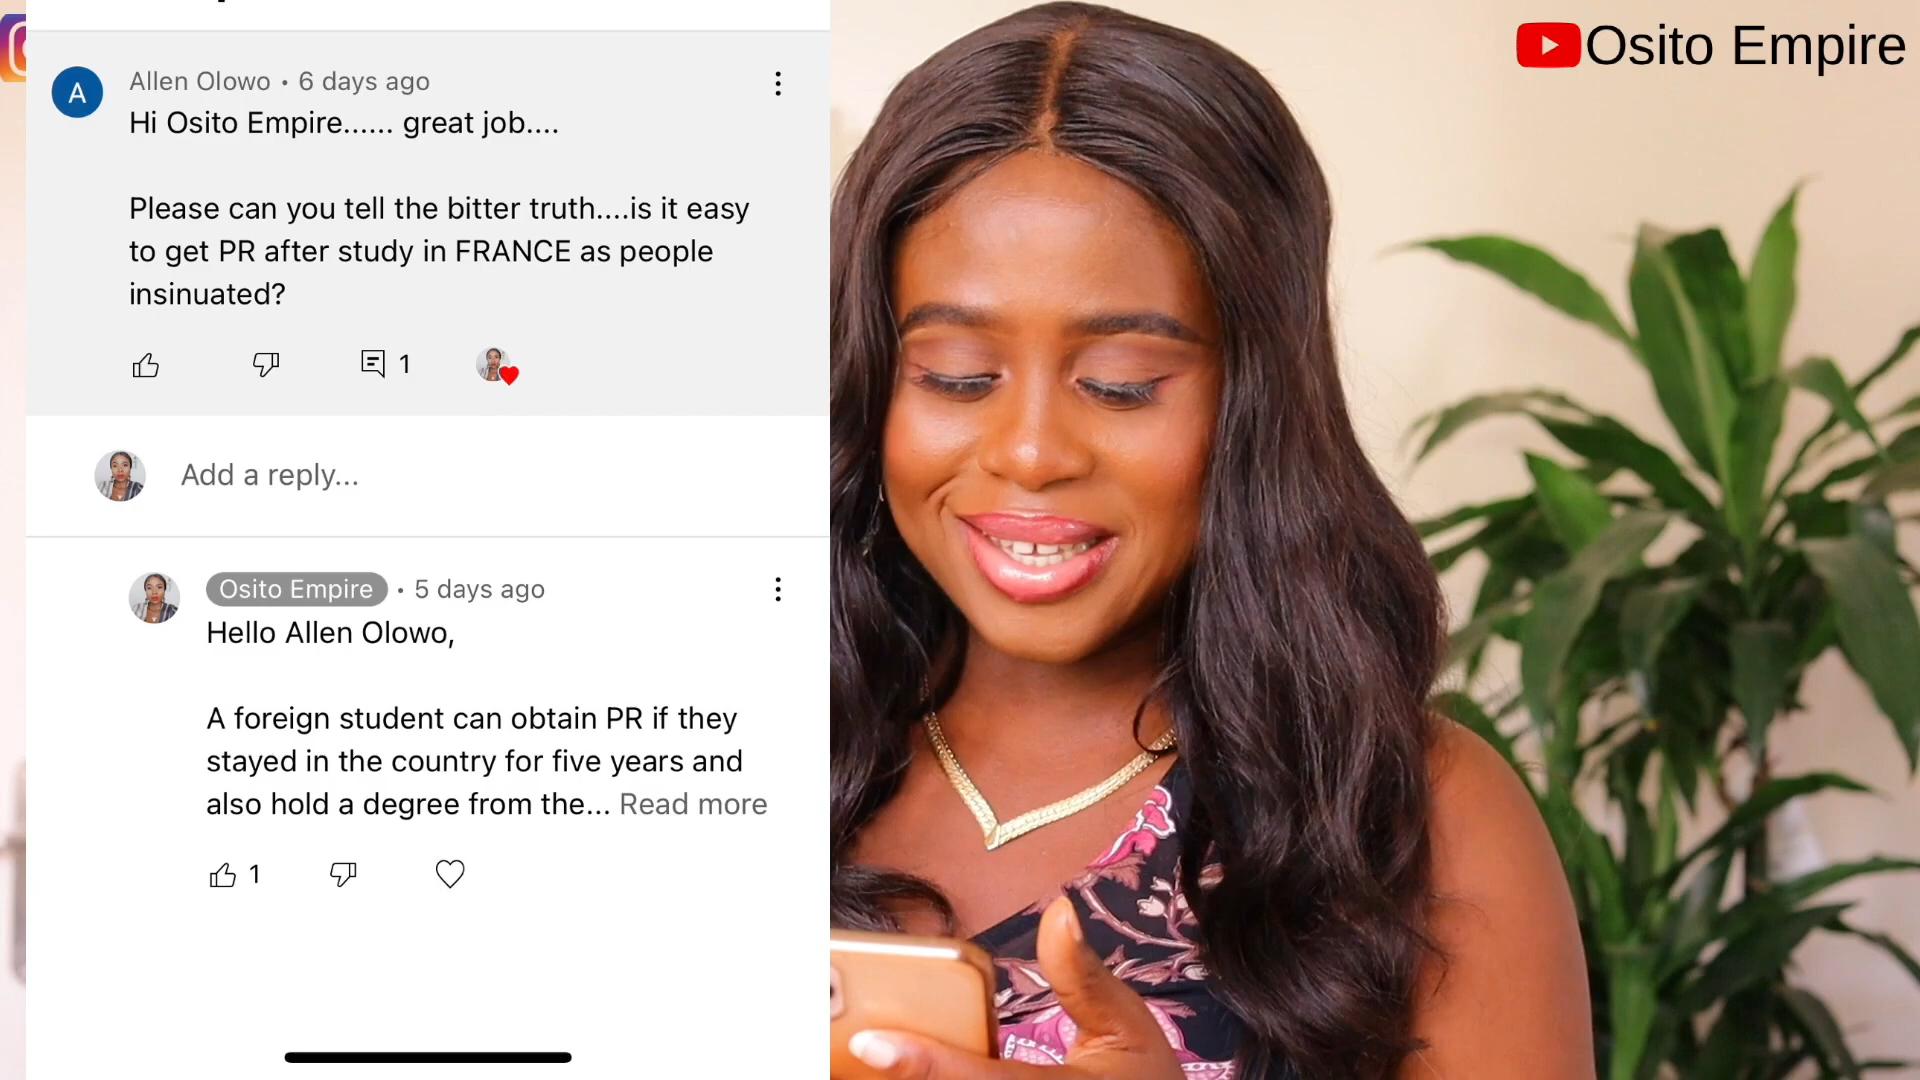 Osito Empire
A
Allen Olowo • 6 days ago
Hi Osito Empire...... great job....
Please can you tell the bitter truth....is it easy
to get PR after study in FRANCE as people
insinuated?
1
Add a reply...
Osito Empire • 5 days ago
Hello Allen Olowo,
A foreign student can obtain PR if they
stayed in the country for five years and
also hold a degree from the... Read more
1